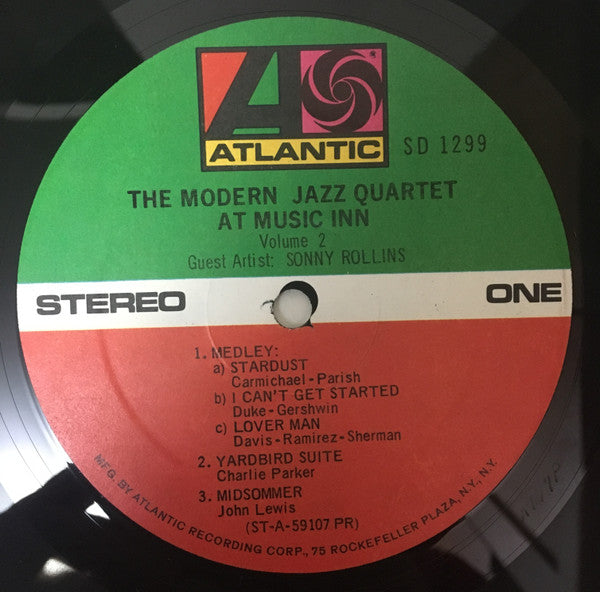 ATLANTIC
SD 1299
THE MODERN JAZZ QUARTET
AT MUSIC INN
Volume 2
Guest Artist: SONNY ROLLINS
STEREO
ONE
1. MEDLEY:
a) STARDUST
Carmichael-Parish
b) I CAN'T GET STARTED
Duke-Gershwin
c) LOVER MAN
Davis-Ramirez-Sherman
2. YARDBIRD SUITE
Charlie Parker
3. MIDSOMMER
John Lewis
(ST-A-59107 PR)
MFG. BY ATLANTIC RECORDING CORP., 75 ROCKEFELLER PLAZA, N.Y., N.Y.